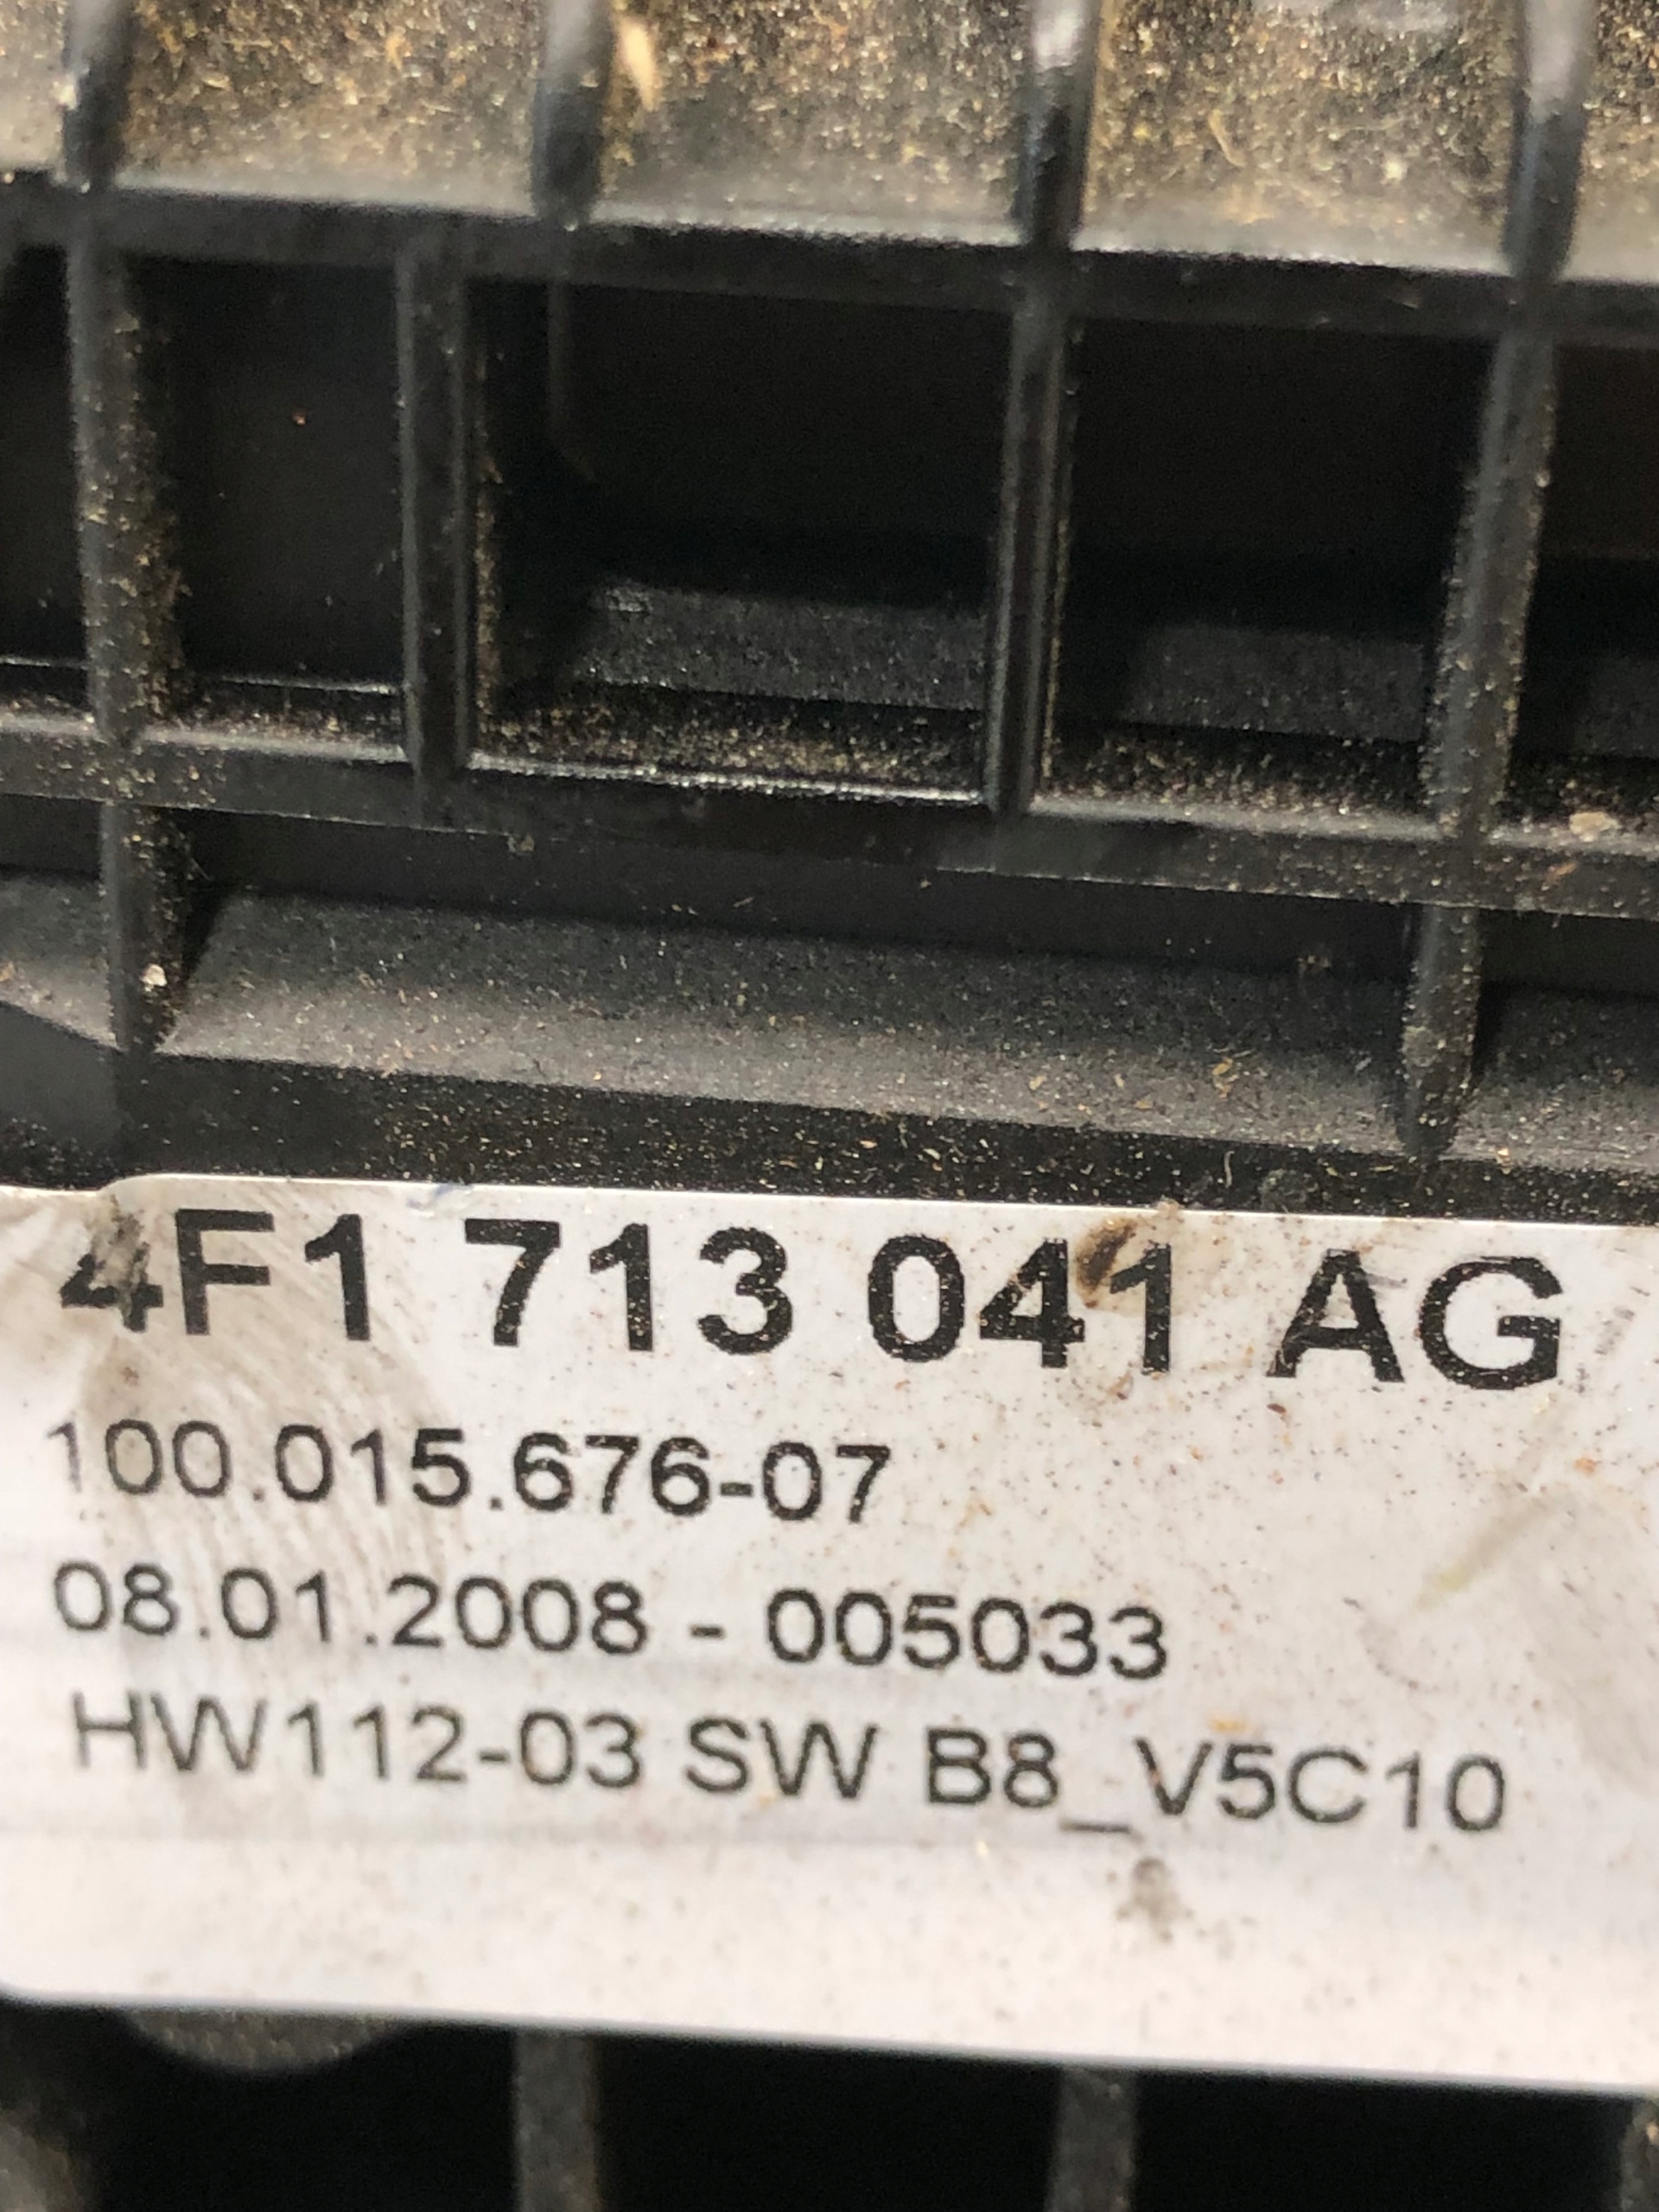 4F1 713 041 AG
100.015.676-07
08.01.2008 - 005033
HW112-03 SW B8_V5C10